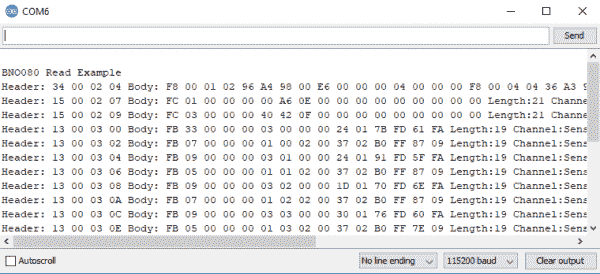 COM6
Send
BNO080 Read Example
Header: 34 00 02 04 Body: F8 00 01 02 96 A4 98 00 E6 00 00 00 04 00 00 00 F8 00 04 04 36 A3 9
Header: 15 00 02 07 Body: FC 01 00 00 00 00 A6 0E 00 00 00 00 00 00 00 00 00 Length:21 Channe
Header: 15 00 02 09 Body: FC 03 00 00 00 40 42 0F 00 00 00 00 00 00 00 00 00 Length:21 Channe
Header: 13 00 03 00 Body: FB 33 00 00 00 03 00 00 00 24 01 7B FD 61 FA Length:19 Channel:Sens
Header: 13 00 03 02 Body: FB 07 00 00 00 01 00 02 00 37 02 B0 FF 87 09 Length:19 Channel:Sens
Header: 13 00 03 04 Body: FB 09 00 00 00 03 01 00 00 24 01 91 FD 5F FA Length:19 Channel:Sens
Header: 13 00 03 06 Body: FB 05 00 00 00 01 01 02 00 37 02 B0 FF 87 09 Length:19 Channel:Sens
Header: 13 00 03 08 Body: FB 09 00 00 00 03 02 00 00 1D 01 70 FD 6E FA Length:19 Channel:Sens
Header: 13 00 03 0A Body: FB 07 00 00 00 01 02 02 00 37 02 B0 FF 87 09 Length:19 Channel:Sens
Header: 13 00 03 0C Body: FB 09 00 00 00 03 03 00 00 30 01 76 FD 60 FA Length:19 Channel:Sens
Header: 13 00 03 0E Body: FB 05 00 00 00 01 03 02 00 37 02 B0 FF 7E 09 Length:19 Channel:Sens
Autoscroll
No line ending
115200 baud
Clear output